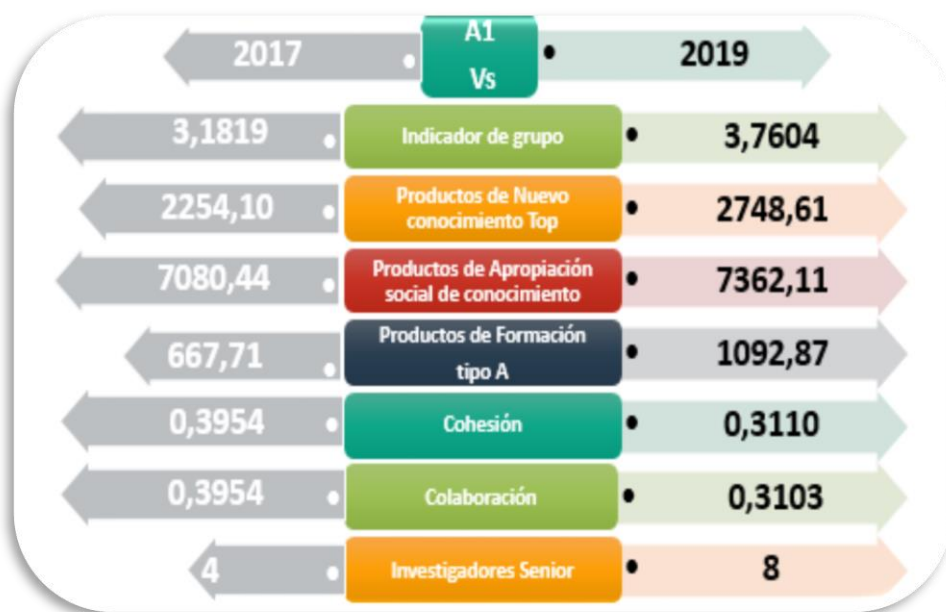 2017 A1 2019
Vs
3,1819 Indicador de grupo 3,7604
2254,10 Productos de Nuevo 2748,61
conocimiento Top
7080,44 Productos de Apropiación 7362,11
social de conocimiento
667,71 Productos de Formación 1092,87
tipo A
0,3954 Cohesión 0,3110
0,3954 Colaboración 0,3103
4 Investigadores Senior 8